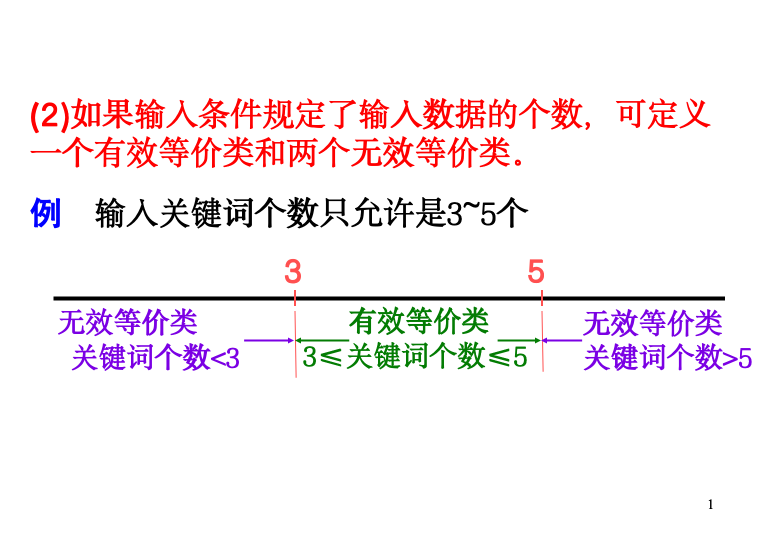 (2)如果输入条件规定了输入数据的个数，可定义
一个有效等价类和两个无效等价类。
例 输入关键词个数只允许是3~5个
3 5
无效等价类 有效等价类 无效等价类
关键词个数<3 3≤关键词个数≤5 关键词个数>5
1